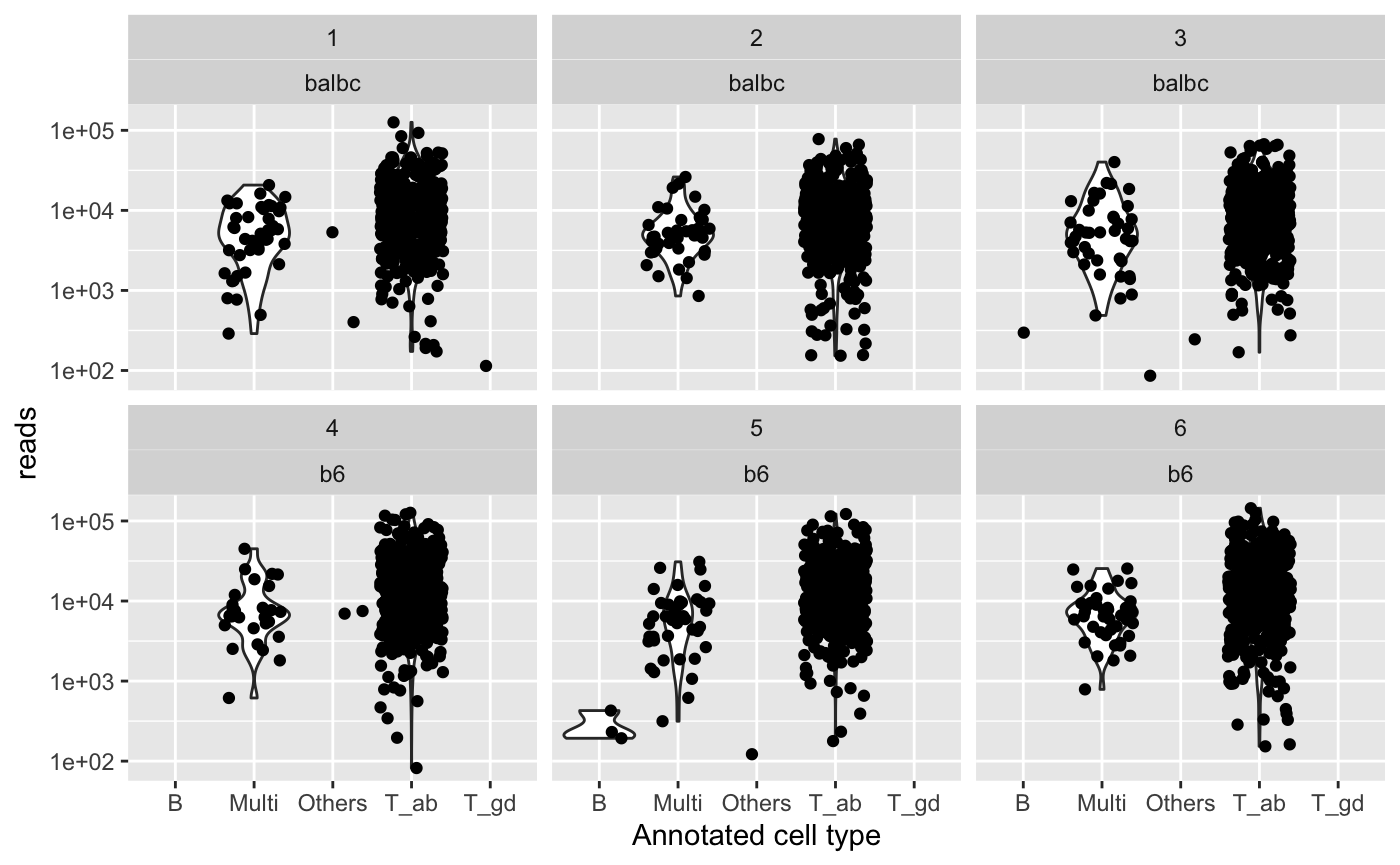 1 2 3
balbc balbc balbc
1e+05
1e+04
1e+03
1e+02
reads
4 5 6
b6 b6 b6
1e+05
1e+04
1e+03
1e+02
B Multi Others T_ab T_gd B Multi Others T_ab T_gd B Multi Others T_ab T_gd
Annotated cell type